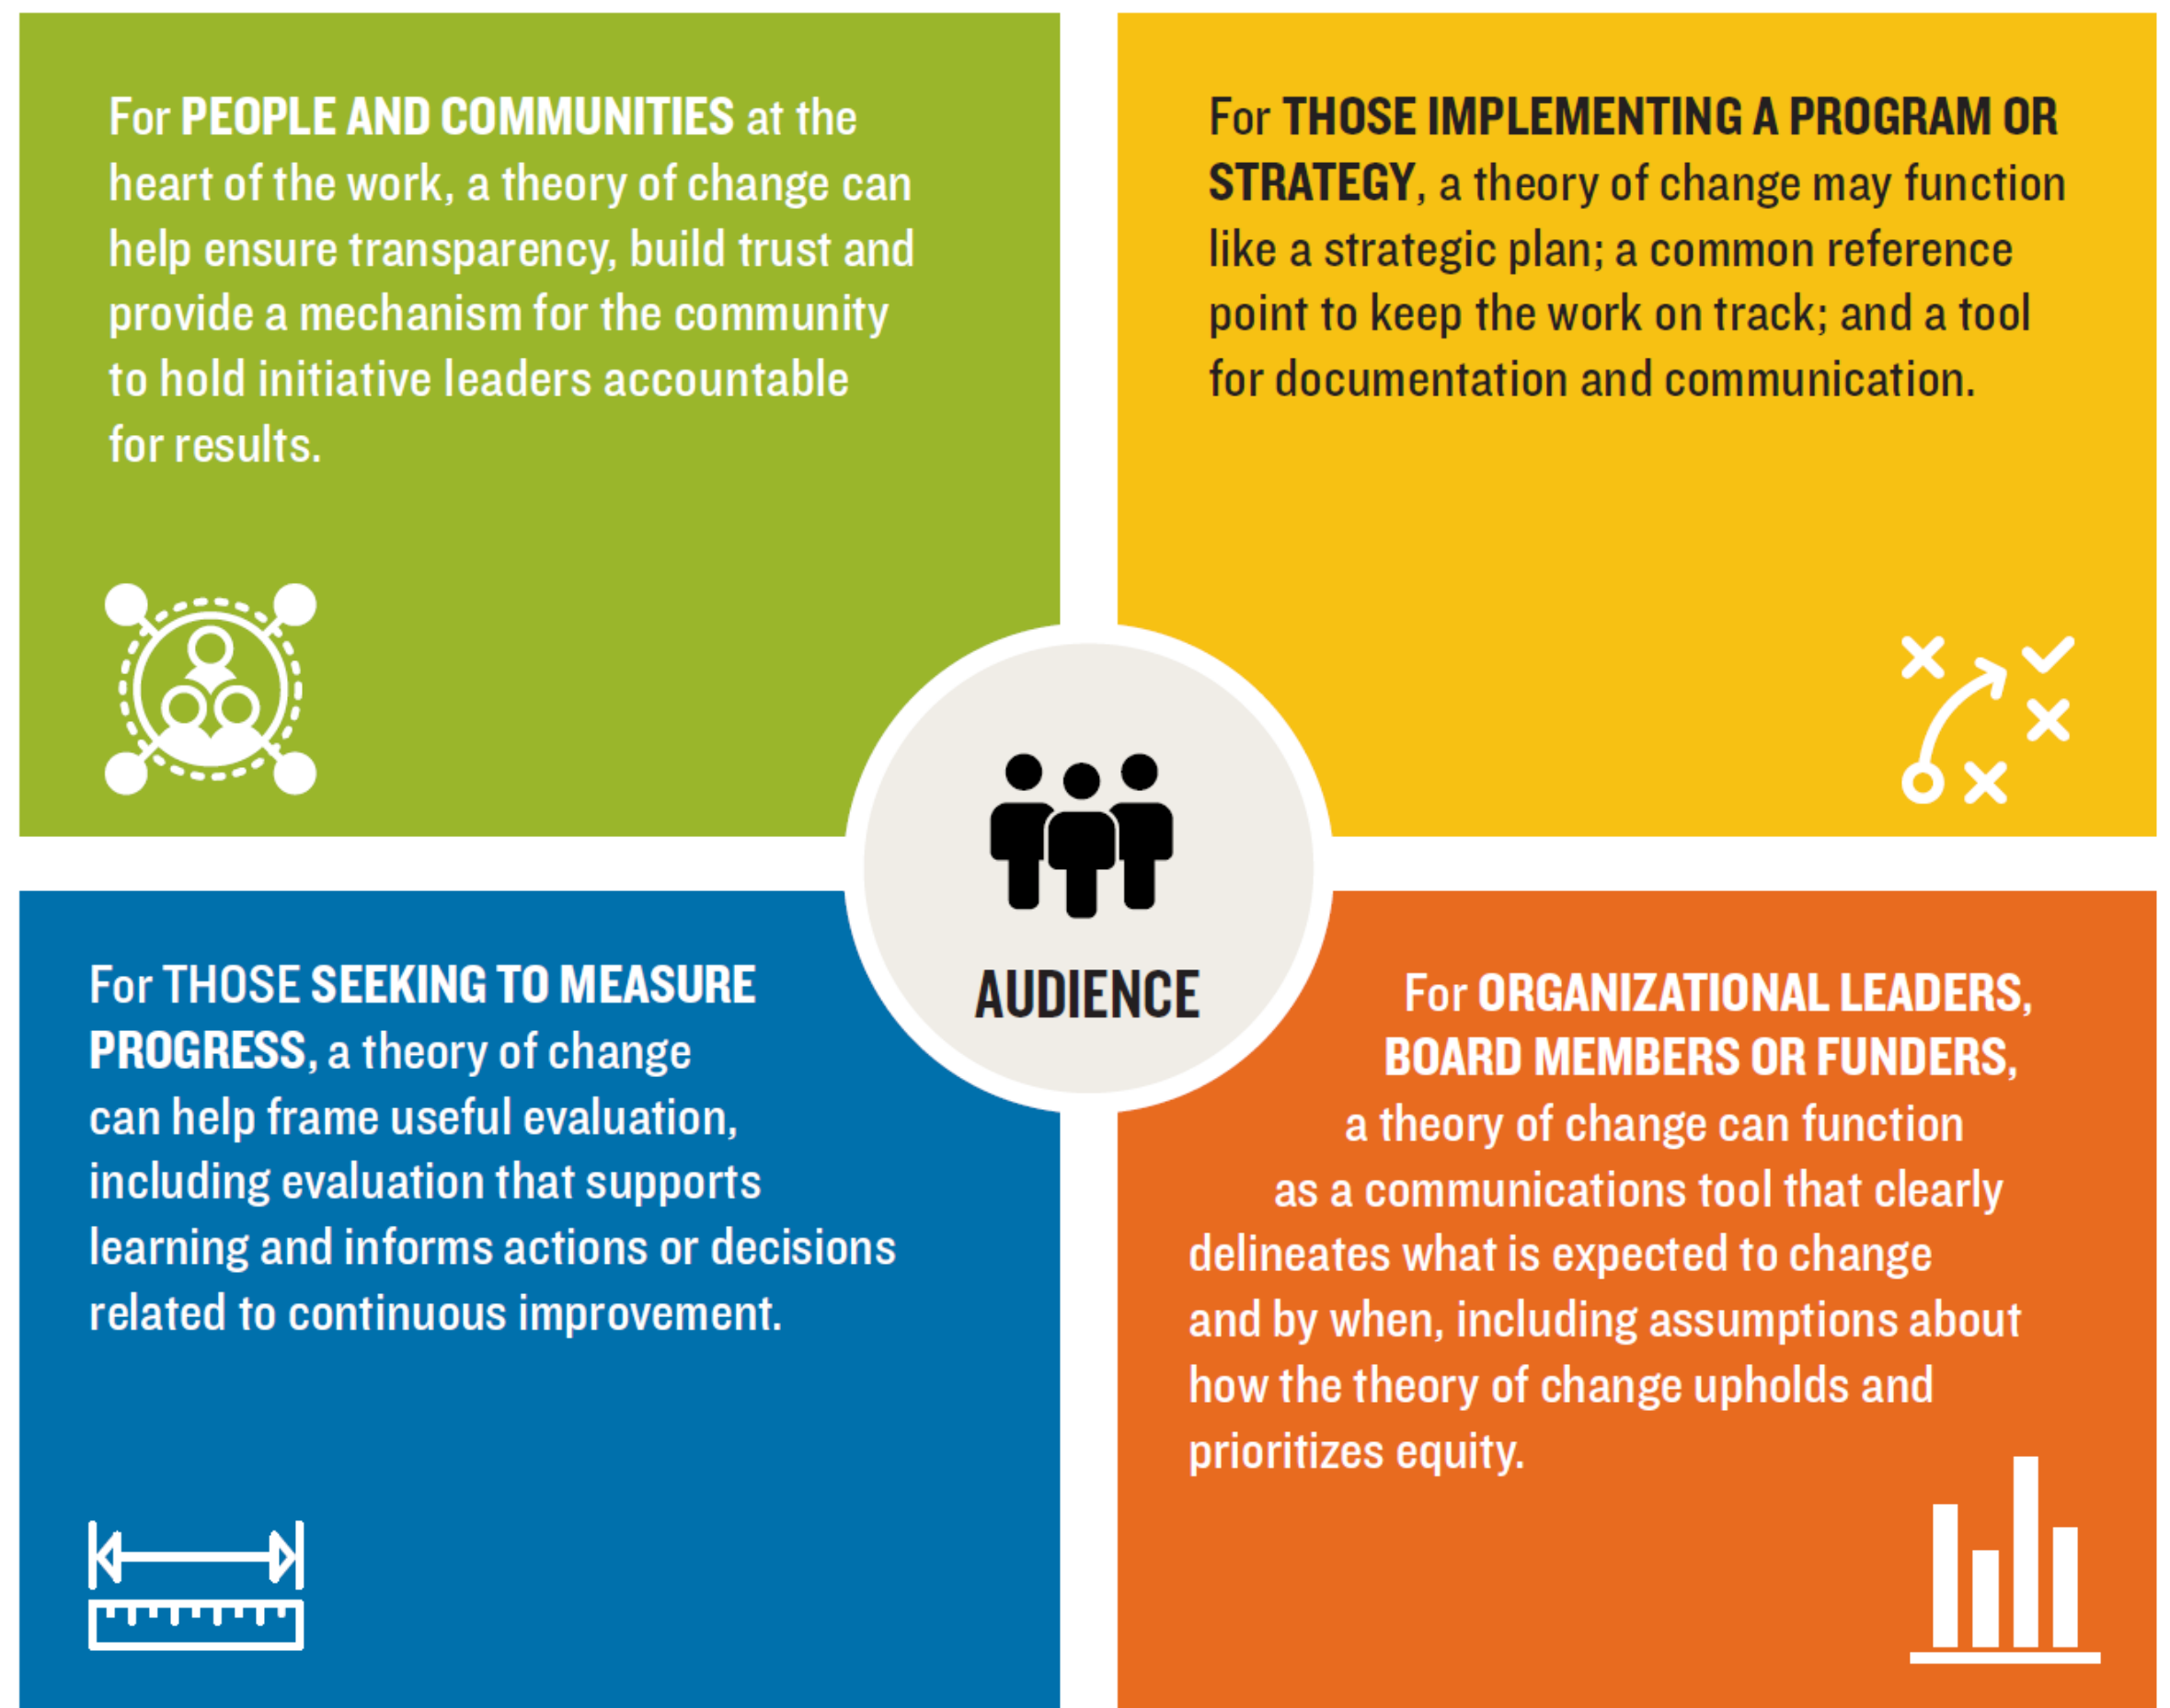 For PEOPLE AND COMMUNITIES at the
heart of the work, a theory of change can
help ensure transparency, build trust and
provide a mechanism for the community
to hold initiative leaders accountable
for results.
For THOSE IMPLEMENTING A PROGRAM OR
STRATEGY, a theory of change may function
like a strategic plan; a common reference
point to keep the work on track; and a tool
for documentation and communication.
AUDIENCE
For THOSE SEEKING TO MEASURE
PROGRESS, a theory of change
can help frame useful evaluation,
including evaluation that supports
learning and informs actions or decisions
related to continuous improvement.
For ORGANIZATIONAL LEADERS,
BOARD MEMBERS OR FUNDERS,
a theory of change can function
as a communications tool that clearly
delineates what is expected to change
and by when, including assumptions about
how the theory of change upholds and
prioritizes equity.